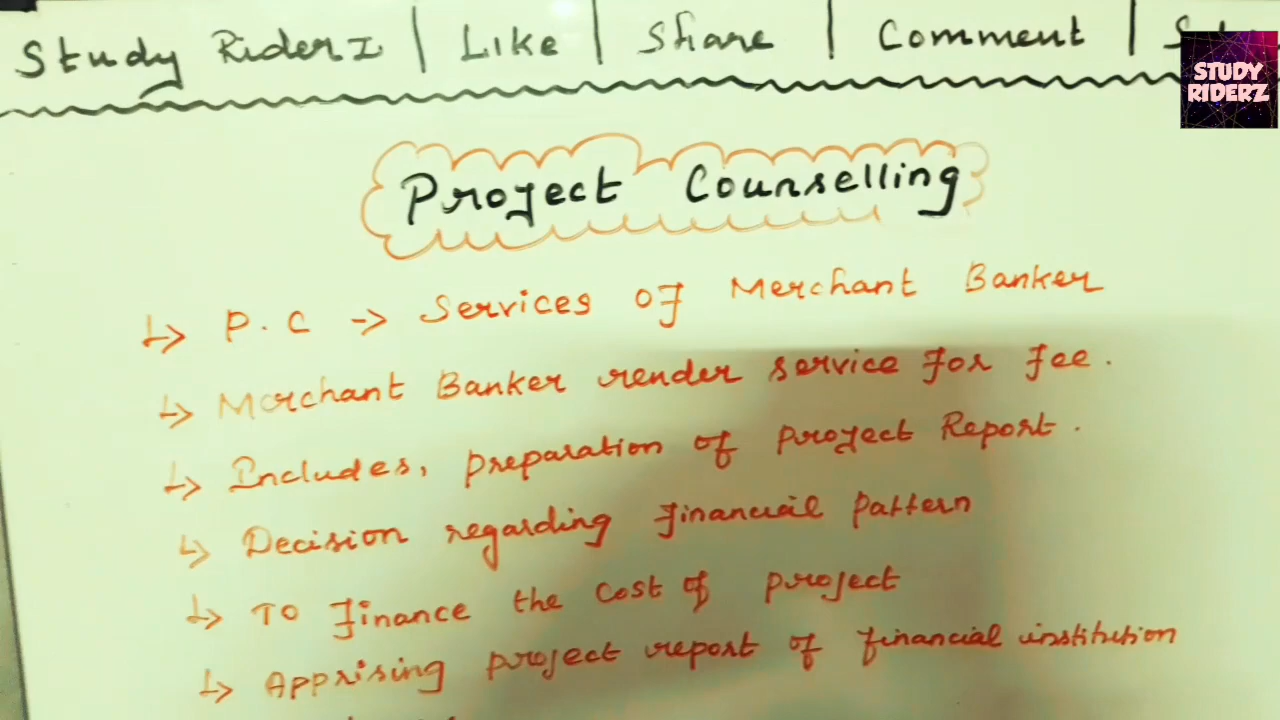 Study Riderz | Like | Share | Comment |
STUDY
RIDERZ
Project Counselling
↳ P.C -> Services of Merchant Banker
↳ Merchant Banker render service for fee.
↳ Includes, preparation of project Report.
↳ Decision regarding financial pattern
↳ To finance the cost of project
↳ Apprising project report of financial institution